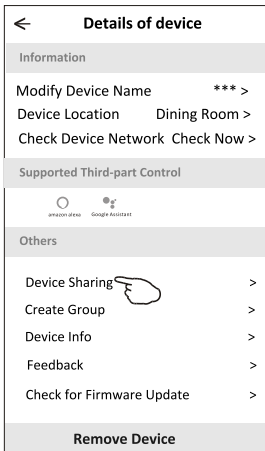 ← Details of device
Information
Modify Device Name *** >
Device Location Dining Room >
Check Device Network Check Now >
Supported Third-part Control
amazon alexa Google Assistant
Others
Device Sharing >
Create Group >
Device Info >
Feedback >
Check for Firmware Update >
Remove Device